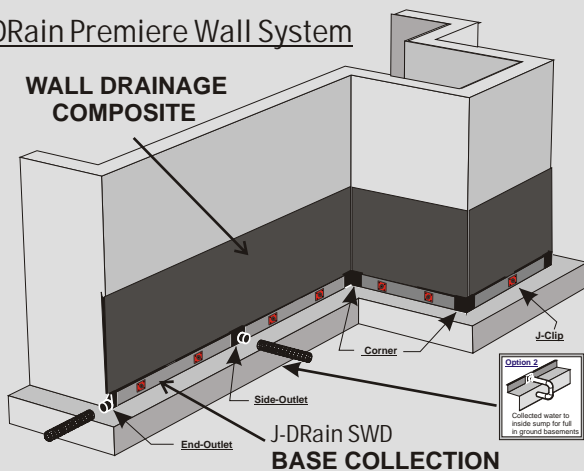 DRain Premiere Wall System
WALL DRAINAGE
COMPOSITE
J-Clip
Corner
Option 2
Collected water to
inside sump for full
in ground basements
Side-Outlet
End-Outlet
J-DRain SWD
BASE COLLECTION